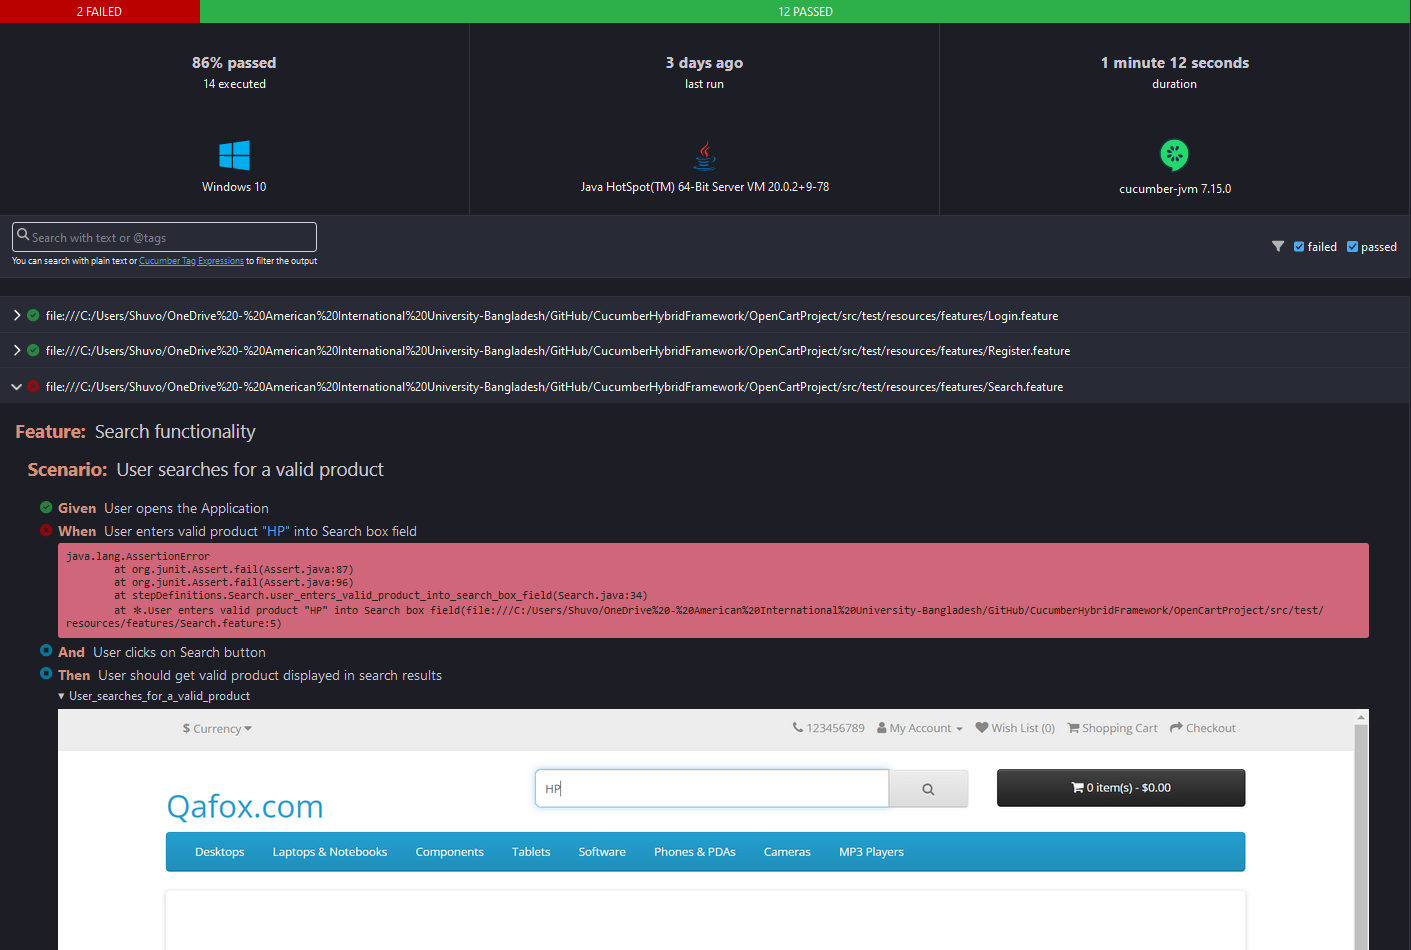 2 FAILED
12 PASSED
86% passed
14 executed
3 days ago
last run
1 minute 12 seconds
duration
Windows 10
Java HotSpot(TM) 64-Bit Server VM 20.0.2+9-78
cucumber-jvm 7.15.0
Search with text or @tags
You can search with plain text or Cucumber Tag Expressions to filter the output
failed passed
file:///C:/Users/Shuvo/OneDrive%20-%20American%20International%20University-Bangladesh/GitHub/CucumberHybridFramework/OpenCartProject/src/test/resources/features/Login.feature
file:///C:/Users/Shuvo/OneDrive%20-%20American%20International%20University-Bangladesh/GitHub/CucumberHybridFramework/OpenCartProject/src/test/resources/features/Register.feature
file:///C:/Users/Shuvo/OneDrive%20-%20American%20International%20University-Bangladesh/GitHub/CucumberHybridFramework/OpenCartProject/src/test/resources/features/Search.feature
Feature: Search functionality
Scenario: User searches for a valid product
Given User opens the Application
When User enters valid product "HP" into Search box field
java.lang.AssertionError
at org.junit.Assert.fail(Assert.java:87)
at org.junit.Assert.fail(Assert.java:96)
at stepDefinitions.Search.user_enters_valid_product_into_search_box_field(Search.java:34)
at ✽.User enters valid product "HP" into Search box field(file:///C:/Users/Shuvo/OneDrive%20-%20American%20International%20University-Bangladesh/GitHub/CucumberHybridFramework/OpenCartProject/src/test/
resources/features/Search.feature:5)
And User clicks on Search button
Then User should get valid product displayed in search results
▾ User_searches_for_a_valid_product
$ Currency 123456789 My Account Wish List (0) Shopping Cart Checkout
HP
0 item(s) - $0.00
Qafox.com
Desktops Laptops & Notebooks Components Tablets Software Phones & PDAs Cameras MP3 Players